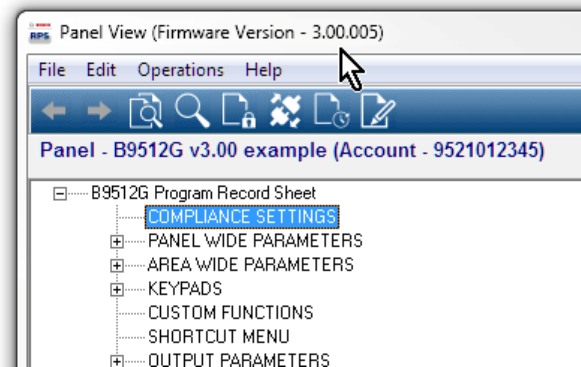 RPS Panel View (Firmware Version - 3.00.005)
File Edit Operations Help
Panel - B9512G v3.00 example (Account - 9521012345)
B9512G Program Record Sheet
COMPLIANCE SETTINGS
PANEL WIDE PARAMETERS
AREA WIDE PARAMETERS
KEYPADS
CUSTOM FUNCTIONS
SHORTCUT MENU
OUTPUT PARAMETERS